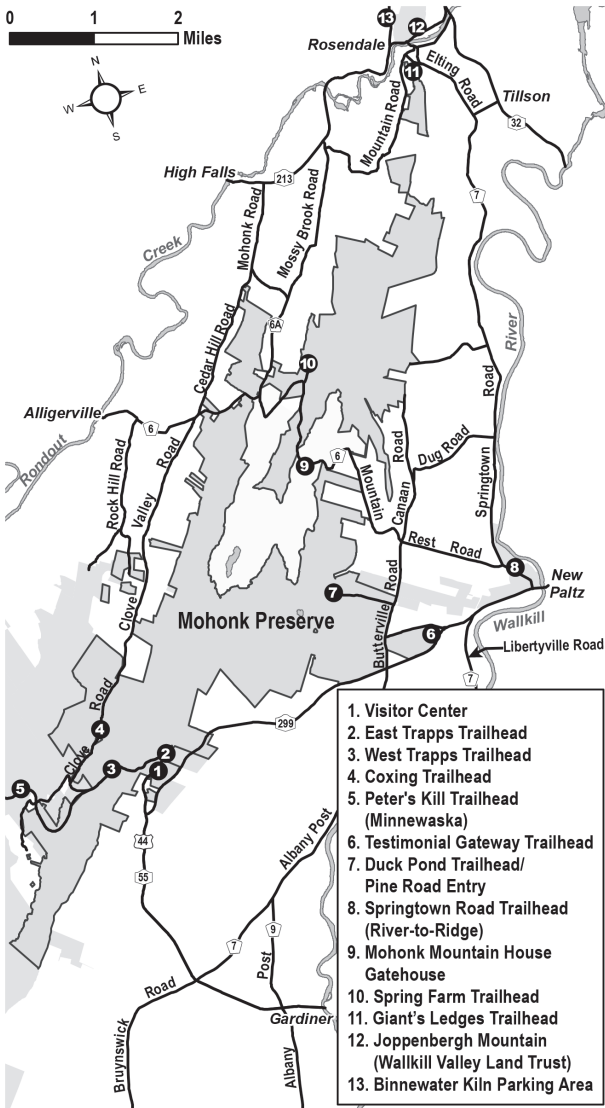 0 1 2
Miles
N
W E
S
13
12
Rosendale
11
Elting Road
Tillson
32
Mountain Road
High Falls
213
7
Mohonk Road
Mossy Brook Road
Creek
6A
Cedar Hill Road
River
10
Alligerville
6
Road
Rondout
Rock Hill Road
Valley
Road
Dug Road
9
6
Mountain
Canaan
Springtown
Rest Road
8
New
Paltz
7
Road
Clove
Mohonk Preserve
Wallkill
6
Butterville
Libertyville Road
7
Road
299
4
Clove
2
3
1
5
44
55
Albany Post
9
7
Post
Road
Gardiner
Bruynswick
Albany
1. Visitor Center
2. East Trapps Trailhead
3. West Trapps Trailhead
4. Coxing Trailhead
5. Peter's Kill Trailhead
(Minnewaska)
6. Testimonial Gateway Trailhead
7. Duck Pond Trailhead/
Pine Road Entry
8. Springtown Road Trailhead
(River-to-Ridge)
9. Mohonk Mountain House
Gatehouse
10. Spring Farm Trailhead
11. Giant's Ledges Trailhead
12. Joppenbergh Mountain
(Wallkill Valley Land Trust)
13. Binnewater Kiln Parking Area